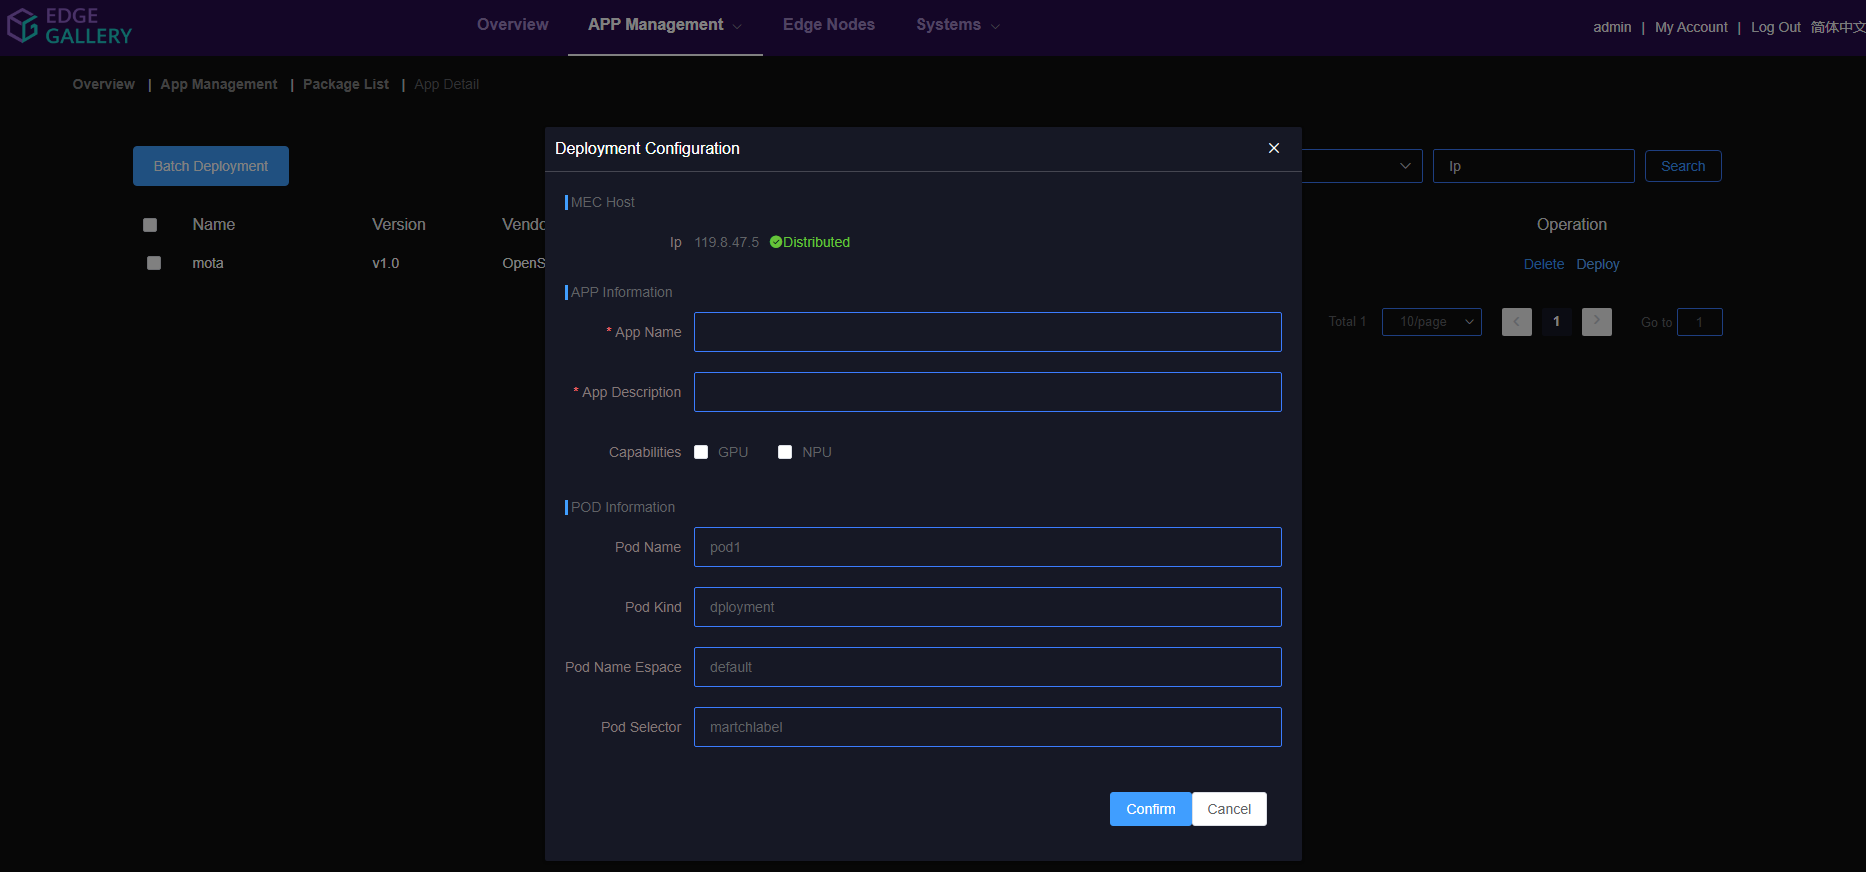 EDGE
GALLERY
Overview APP Management Edge Nodes Systems
admin | My Account | Log Out 简体中文
Overview | App Management | Package List | App Detail
Deployment Configuration
Batch Deployment
Ip
Search
MEC Host
Name Version Vendo
Operation
Ip 119.8.47.5 Distributed
mota v1.0 OpenS
Delete Deploy
APP Information
Total 1 10/page 1 Go to 1
* App Name
* App Description
Capabilities GPU NPU
POD Information
Pod Name pod1
Pod Kind dployment
Pod Name Espace default
Pod Selector martchlabel
Confirm Cancel